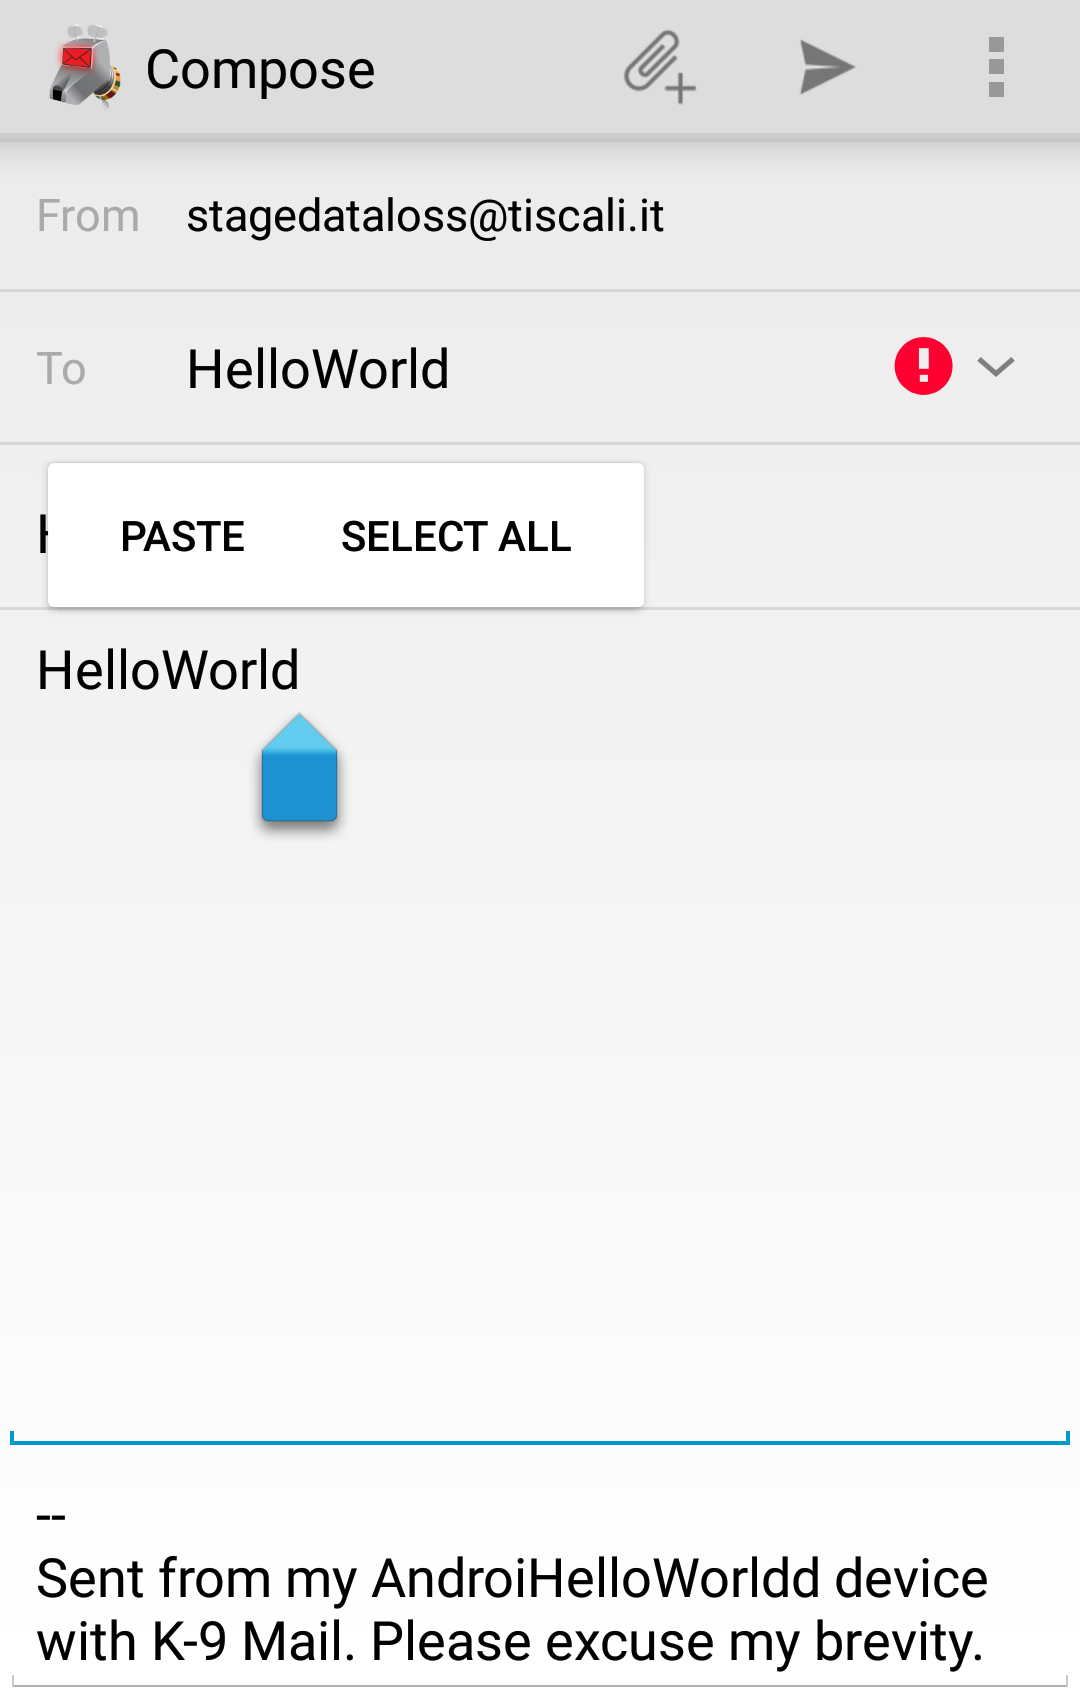 Compose
From stagedataloss@tiscali.it
To HelloWorld
PASTE SELECT ALL
HelloWorld
--
Sent from my AndroiHelloWorldd device
with K-9 Mail. Please excuse my brevity.